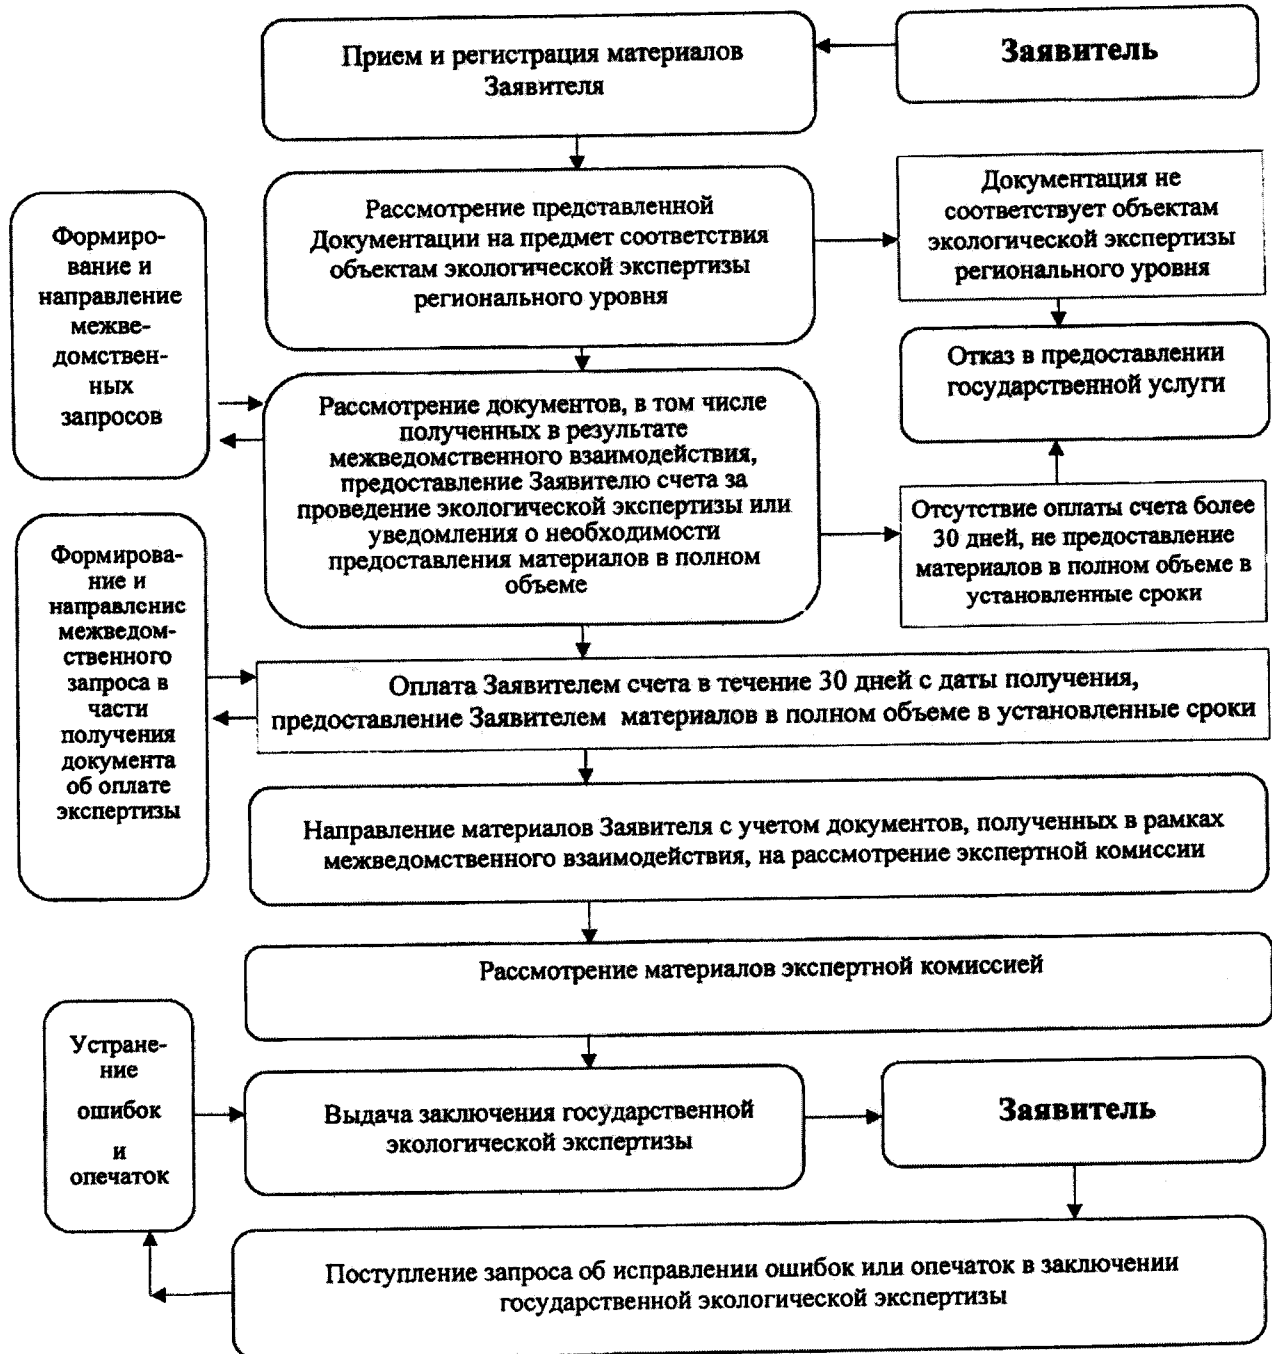 Прием и регистрация материалов
Заявителя
Заявитель
Рассмотрение представленной
Документации на предмет соответствия
объектам экологической экспертизы
регионального уровня
Документация не
соответствует объектам
экологической экспертизы
регионального уровня
Формиро-
вание и
направление
межве-
домствен-
ных
запросов
Отказ в предоставлении
государственной услуги
Рассмотрение документов, в том числе
полученных в результате
межведомственного взаимодействия,
предоставление Заявителю счета за
проведение экологической экспертизы или
уведомления о необходимости
предоставления материалов в полном
объеме
Отсутствие оплаты счета более
30 дней, не предоставление
материалов в полном объеме в
установленные сроки
Формирова-
ние и
направление
межведом-
ственного
запроса в
части
получения
документа
об оплате
экспертизы
Оплата Заявителем счета в течение 30 дней с даты получения,
предоставление Заявителем материалов в полном объеме в установленные сроки
Направление материалов Заявителя с учетом документов, полученных в рамках
межведомственного взаимодействия, на рассмотрение экспертной комиссии
Рассмотрение материалов экспертной комиссией
Устране-
ние
ошибок
и
опечаток
Выдача заключения государственной
экологической экспертизы
Заявитель
Поступление запроса об исправлении ошибок или опечаток в заключении
государственной экологической экспертизы